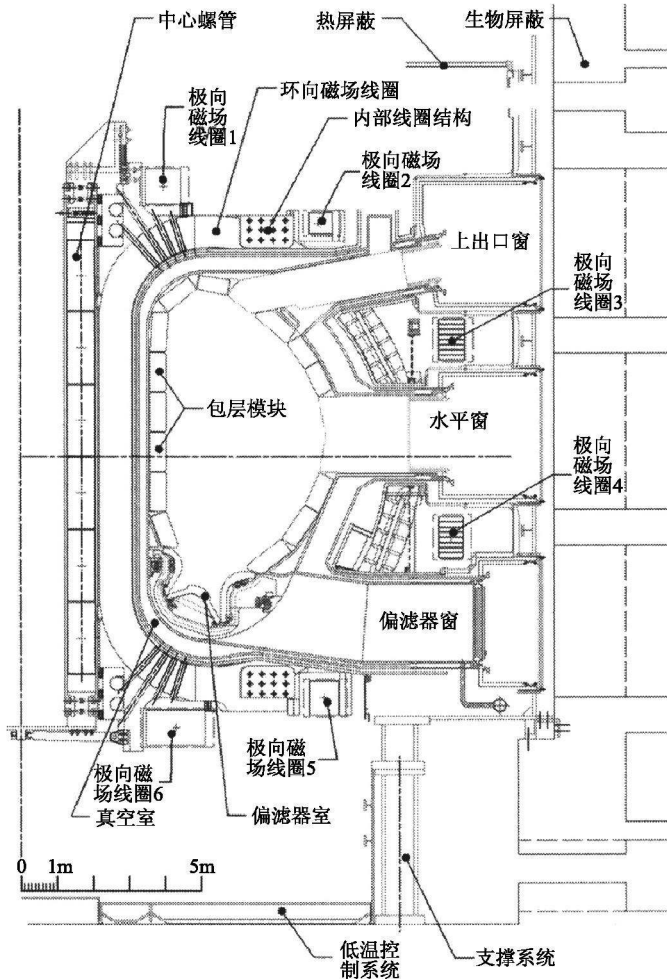 中心螺管
热屏蔽
生物屏蔽
极向
磁场
线圈1
环向磁场线圈
内部线圈结构
极向磁场
线圈2
上出口窗
极向
磁场
线圈3
包层模块
水平窗
极向
磁场
线圈4
偏滤器窗
极向磁
场线圈6
极向磁
场线圈5
真空室
偏滤器室
0 1m 5m
低温控
制系统
支撑系统